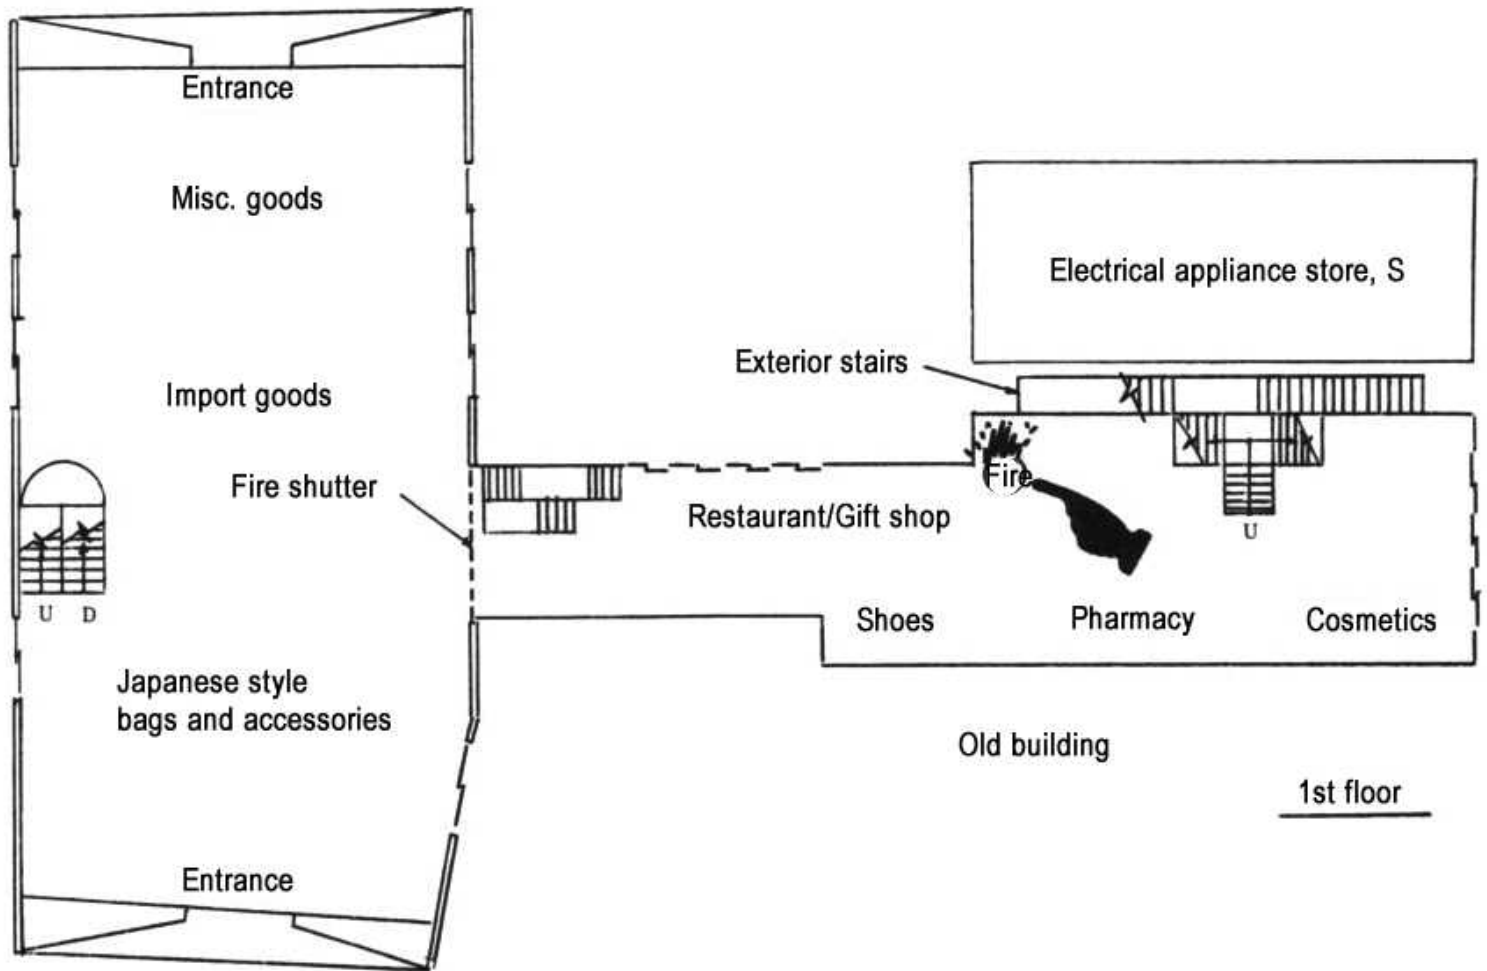 Entrance
Misc. goods
Electrical appliance store, S
Exterior stairs
Import goods
Fire shutter
Fire
Restaurant/Gift shop
U
U D
Shoes
Pharmacy
Cosmetics
Japanese style
bags and accessories
Old building
1st floor
Entrance